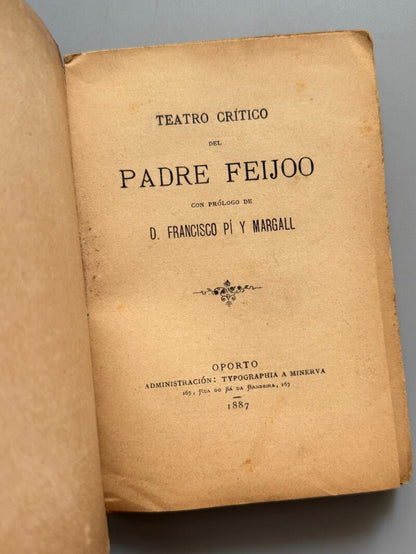 TEATRO CRÍTICO
DEL
PADRE FEIJOO
CON PRÓLOGO DE
D. FRANCISCO PÍ Y MARGALL
OPORTO
ADMINISTRACIÓN: TYPOGRAPHIA A MINERVA
167, RUA DO SÁ DA BANDEIRA, 167
1887